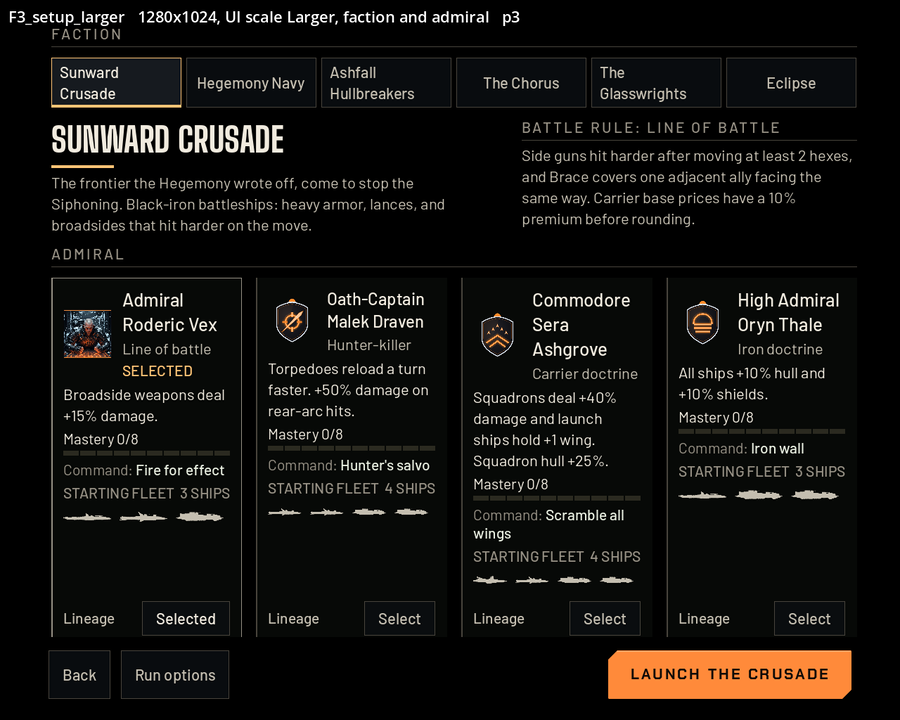 F3_setup_larger 1280x1024, UI scale Larger, faction and admiral p3
FACTION
Sunward
Crusade
Hegemony Navy
Ashfall
Hullbreakers
The Chorus
The
Glasswrights
Eclipse
SUNWARD CRUSADE
The frontier the Hegemony wrote off, come to stop the
Siphoning. Black-iron battleships: heavy armor, lances, and
broadsides that hit harder on the move.
BATTLE RULE: LINE OF BATTLE
Side guns hit harder after moving at least 2 hexes,
and Brace covers one adjacent ally facing the
same way. Carrier base prices have a 10%
premium before rounding.
ADMIRAL
Admiral
Roderic Vex
Line of battle
SELECTED
Broadside weapons deal
+15% damage.
Mastery 0/8
Command: Fire for effect
STARTING FLEET 3 SHIPS
Lineage
Selected
Oath-Captain
Malek Draven
Hunter-killer
Torpedoes reload a turn
faster. +50% damage on
rear-arc hits.
Mastery 0/8
Command: Hunter's salvo
STARTING FLEET 4 SHIPS
Lineage
Select
Commodore
Sera
Ashgrove
Carrier doctrine
Squadrons deal +40%
damage and launch
ships hold +1 wing.
Squadron hull +25%.
Mastery 0/8
Command: Scramble all
wings
STARTING FLEET 4 SHIPS
Lineage
Select
High Admiral
Oryn Thale
Iron doctrine
All ships +10% hull and
+10% shields.
Mastery 0/8
Command: Iron wall
STARTING FLEET 3 SHIPS
Lineage
Select
Back
Run options
LAUNCH THE CRUSADE